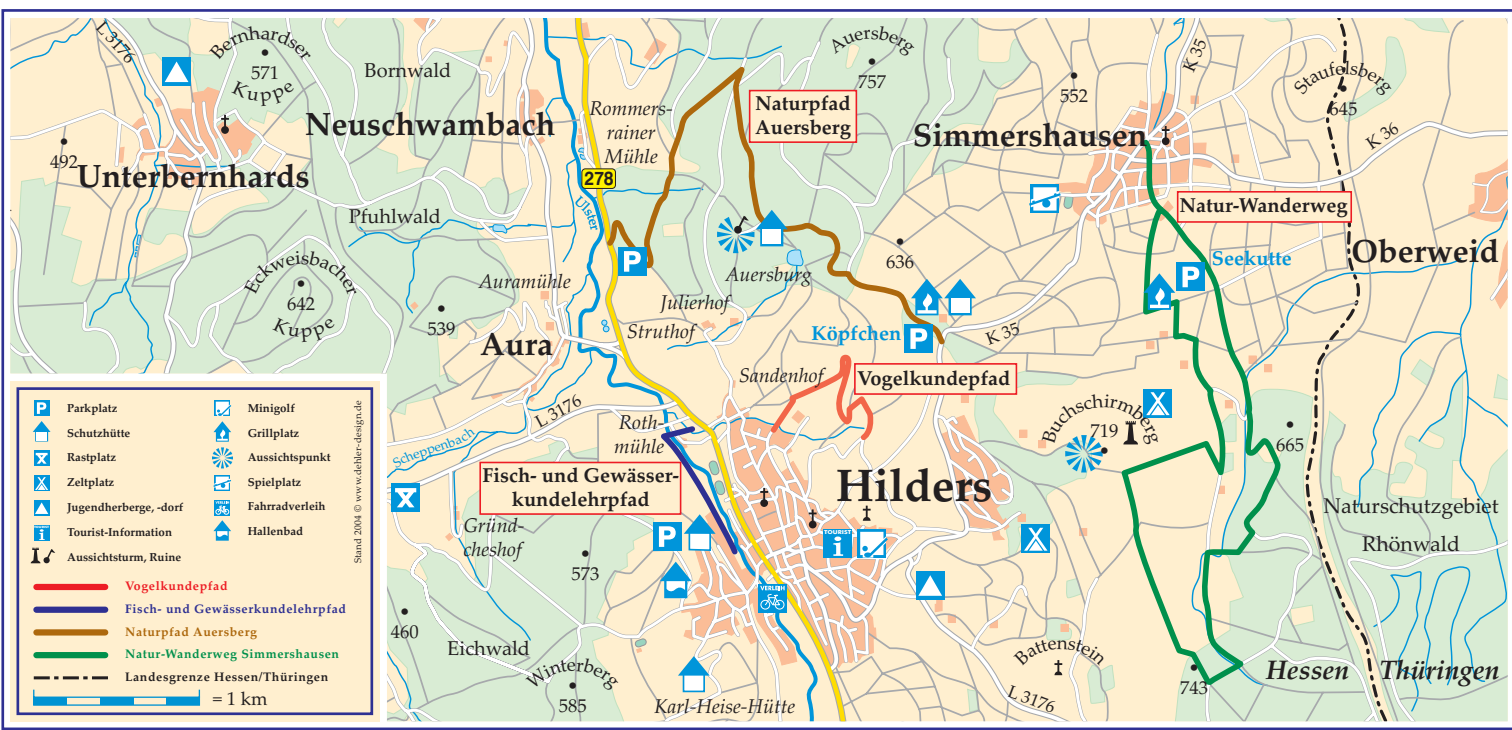 L 3176
Bernhardser
571
Kuppe
Bornwald
Auersberg
757
K 35
552
Staufelsberg
645
K 36
Neuschwambach
Rommers-
rainer
Mühle
Naturpfad
Auersberg
Simmershausen
492
Unterbernhards
278
Ulster
Pfuhlwald
Natur-Wanderweg
Oberweid
Eckweisbacher
642
Kuppe
Auramühle
P
Auersburg
636
Seekutte
P
539
Julierhof
Struthof
Köpfchen
P
K 35
Aura
Sandenhof
Vogelkundepfad
L 3176
Roth-
mühle
Scheppenbach
Buchschirmberg
719
665
Fisch- und Gewässer-
kundelehrpfad
Hilders
Gründ-
cheshof
P
TOURIST
i
Naturschutzgebiet
Rhönwald
573
VERLEIH
460
Eichwald
Winterberg
585
Karl-Heise-Hütte
Battenstein
L 3176
743
Hessen
Thüringen
P
Parkplatz
Schutzhütte
Rastplatz
Zeltplatz
Jugendherberge, -dorf
i
Tourist-Information
Aussichtsturm, Ruine
Minigolf
Grillplatz
Aussichtspunkt
Spielplatz
Fahrradverleih
Hallenbad
Stand 2004 © www.dehler-design.de
Vogelkundepfad
Fisch- und Gewässerkundelehrpfad
Naturpfad Auersberg
Natur-Wanderweg Simmershausen
Landesgrenze Hessen/Thüringen
= 1 km